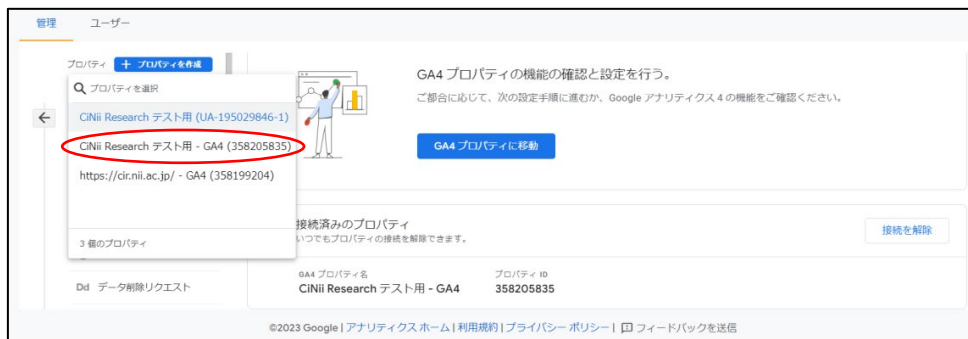 管理 ユーザー
プロパティ + プロパティを作成
プロパティを選択
CiNii Research テスト用 (UA-195029846-1)
CiNii Research テスト用 - GA4 (358205835)
https://cir.nii.ac.jp/ - GA4 (358199204)
3 個のプロパティ
Dd データ削除リクエスト
GA4 プロパティの機能の確認と設定を行う。
ご都合に応じて、次の設定手順に進むか、Google アナリティクス 4 の機能をご確認ください。
GA4 プロパティに移動
接続済みのプロパティ
いつでもプロパティの接続を解除できます。
接続を解除
GA4 プロパティ名 プロパティ ID
CiNii Research テスト用 - GA4 358205835
©2023 Google | アナリティクス ホーム | 利用規約 | プライバシー ポリシー | フィードバックを送信